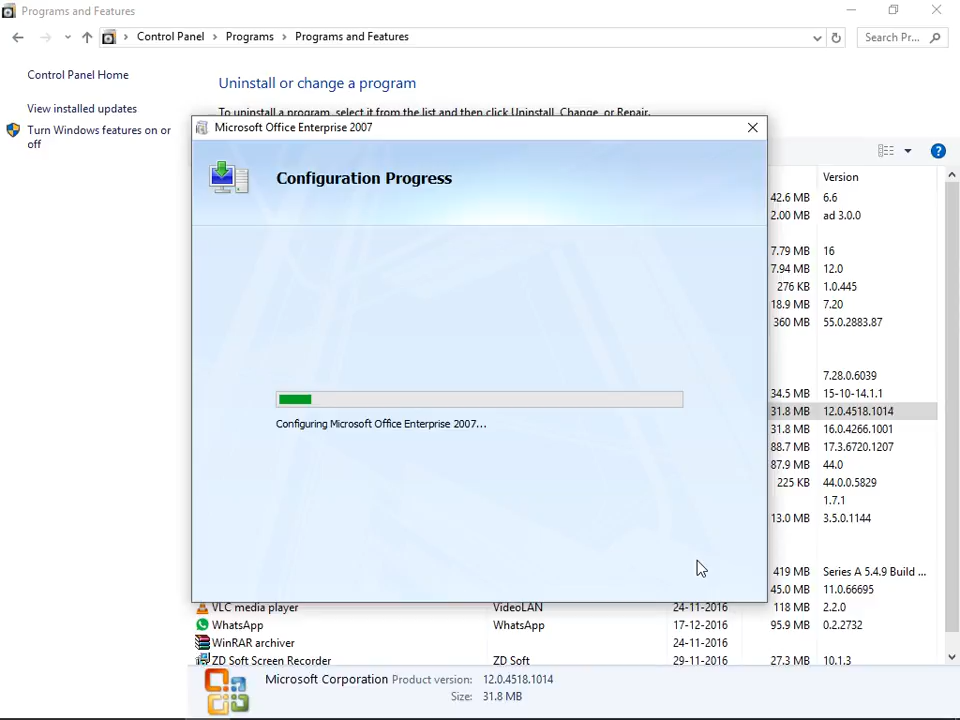 Programs and Features
Control Panel > Programs > Programs and Features
Search Pr...
Control Panel Home
View installed updates
Turn Windows features on or off
Uninstall or change a program
To uninstall a program, select it from the list and then click Uninstall, Change, or Repair.
Microsoft Office Enterprise 2007
Configuration Progress
Configuring Microsoft Office Enterprise 2007...
Version
42.6 MB 6.6
2.00 MB ad 3.0.0
7.79 MB 16
7.94 MB 12.0
276 KB 1.0.445
18.9 MB 7.20
360 MB 55.0.2883.87
7.28.0.6039
34.5 MB 15-10-14.1.1
31.8 MB 12.0.4518.1014
31.8 MB 16.0.4266.1001
88.7 MB 17.3.6720.1207
87.9 MB 44.0
225 KB 44.0.0.5829
1.7.1
13.0 MB 3.5.0.1144
419 MB Series A 5.4.9 Build ...
45.0 MB 11.0.66695
VLC media player VideoLAN 24-11-2016 118 MB 2.2.0
WhatsApp WhatsApp 17-12-2016 95.9 MB 0.2.2732
WinRAR archiver 24-11-2016
ZD Soft Screen Recorder ZD Soft 29-11-2016 27.3 MB 10.1.3
Microsoft Corporation Product version: 12.0.4518.1014
Size: 31.8 MB